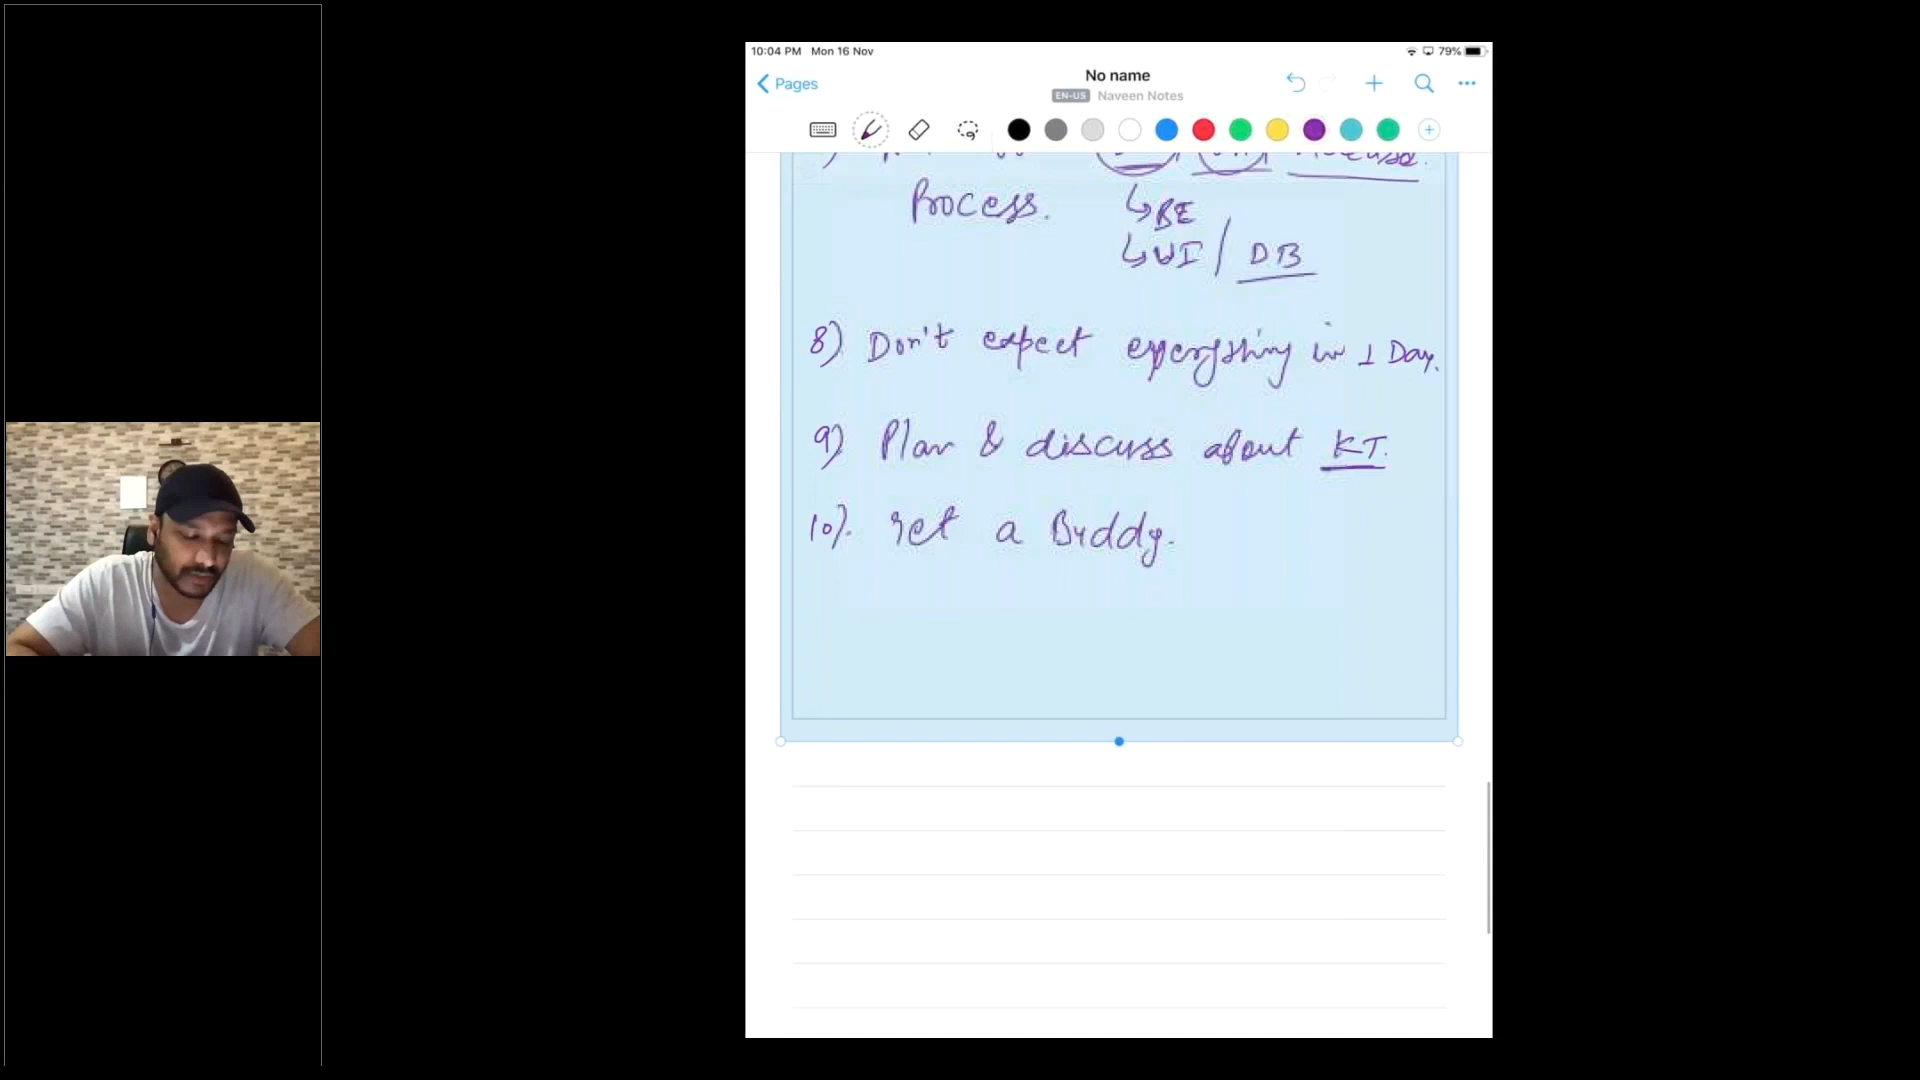 10:04 PM Mon 16 Nov
79%
Pages
No name
EN-US Naveen Notes
Process. ↳BE
↳UI / DB
8) Don't expect everything in 1 Day.
9) Plan & discuss about KT.
10). get a Buddy.